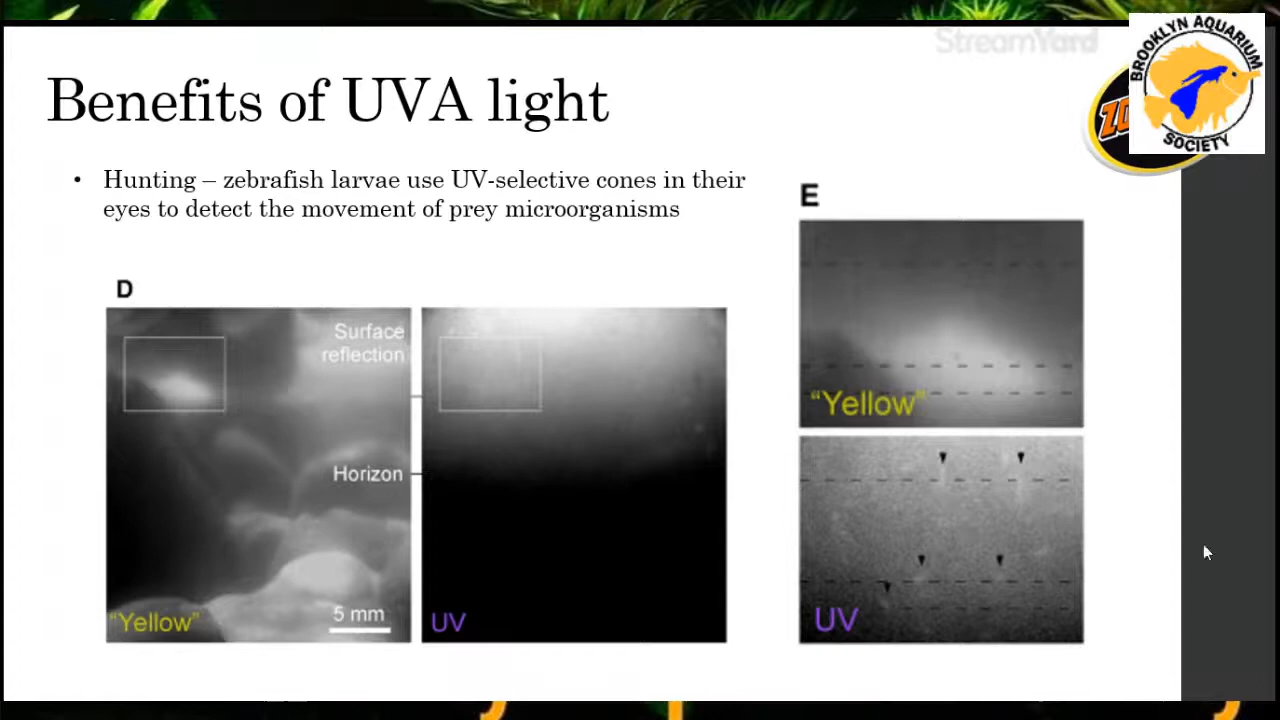 StreamYard
BROOKLYN AQUARIUM
SOCIETY
Benefits of UVA light
• Hunting – zebrafish larvae use UV-selective cones in their
eyes to detect the movement of prey microorganisms
D
Surface
reflection
Horizon
"Yellow"
5 mm
UV
E
"Yellow"
UV